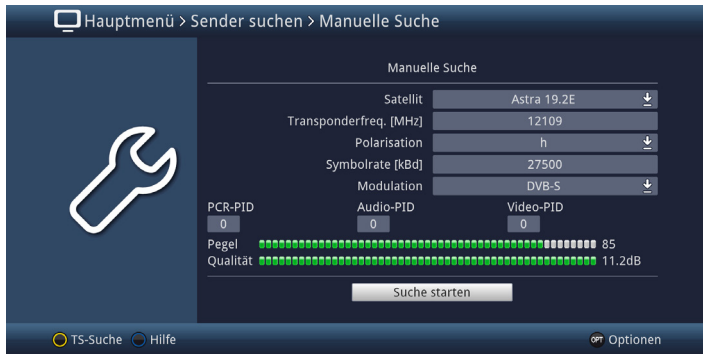 Hauptmenü > Sender suchen > Manuelle Suche
Manuelle Suche
Satellit Astra 19.2E
Transponderfreq. [MHz] 12109
Polarisation h
Symbolrate [kBd] 27500
Modulation DVB-S
PCR-PID Audio-PID Video-PID
0 0 0
Pegel 85
Qualität 11.2dB
Suche starten
TS-Suche Hilfe OPT Optionen